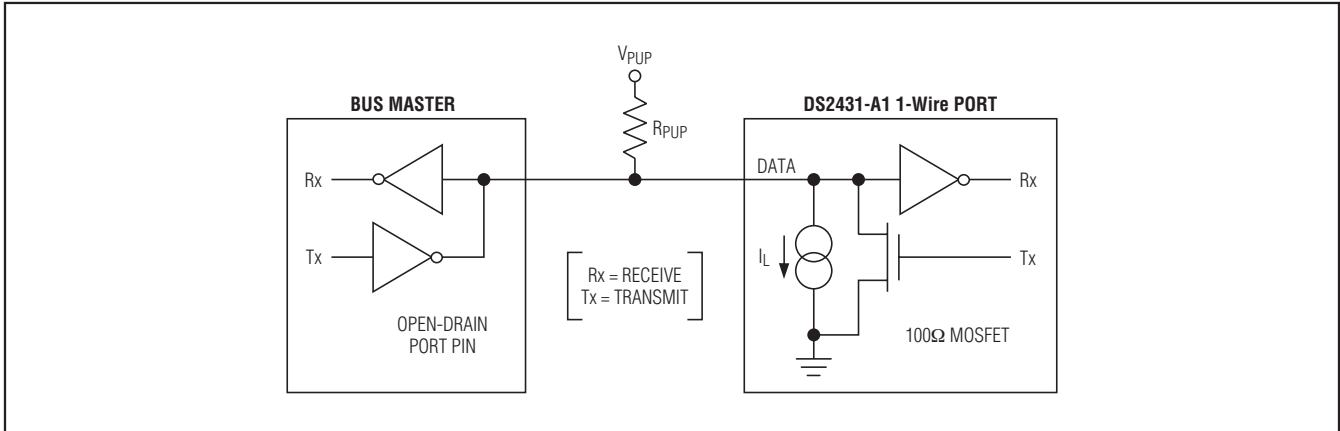 VPUP
BUS MASTER
DS2431-A1 1-Wire PORT
RPUP
Rx
DATA
Rx
Tx
IL
Tx
Rx = RECEIVE
Tx = TRANSMIT
OPEN-DRAIN
PORT PIN
100Ω MOSFET